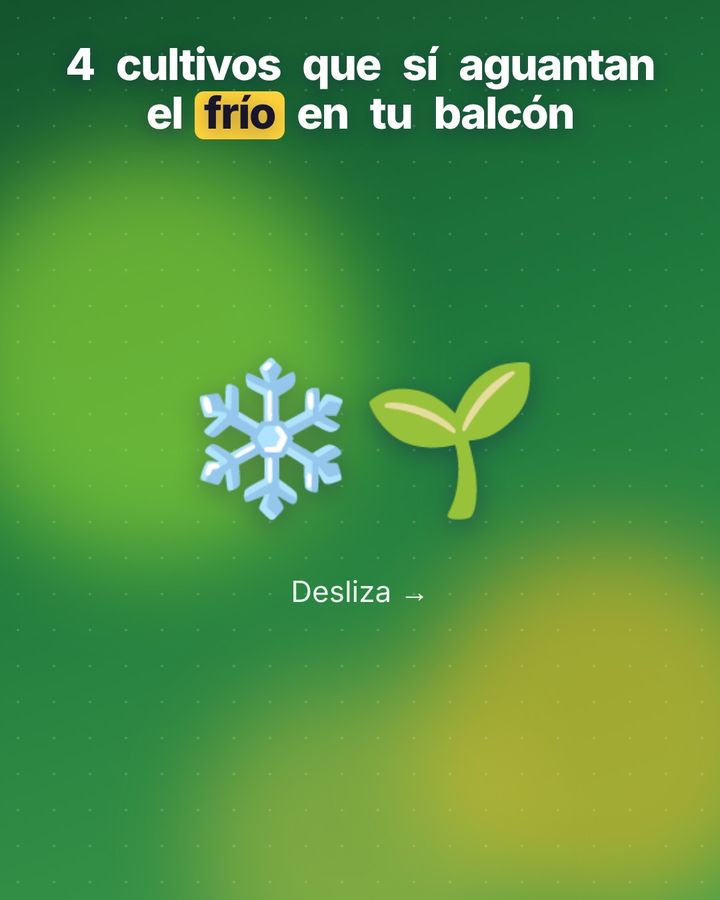 4 cultivos que sí aguantan
el frío en tu balcón
Desliza →